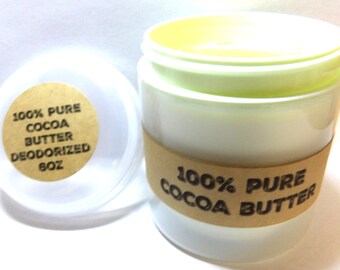 100% PURE
COCOA
BUTTER
DEODORIZED
6OZ
100% PURE
COCOA BUTTER